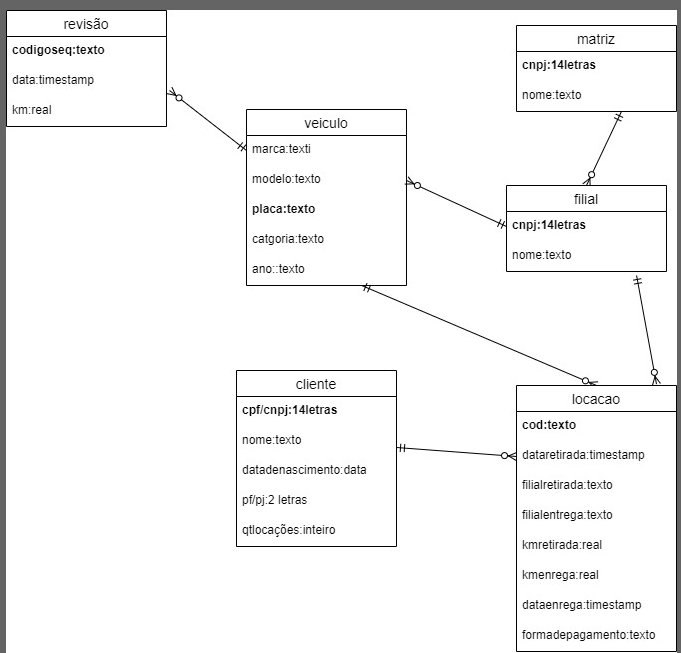 revisão
codigoseq:texto
data:timestamp
km:real
matriz
cnpj:14letras
nome:texto
veiculo
marca:texti
modelo:texto
placa:texto
catgoria:texto
ano::texto
filial
cnpj:14letras
nome:texto
cliente
cpf/cnpj:14letras
nome:texto
datadenascimento:data
pf/pj:2 letras
qtlocações:inteiro
locacao
cod:texto
dataretirada:timestamp
filialretirada:texto
filialentrega:texto
kmretirada:real
kmenrega:real
dataenrega:timestamp
formadepagamento:texto